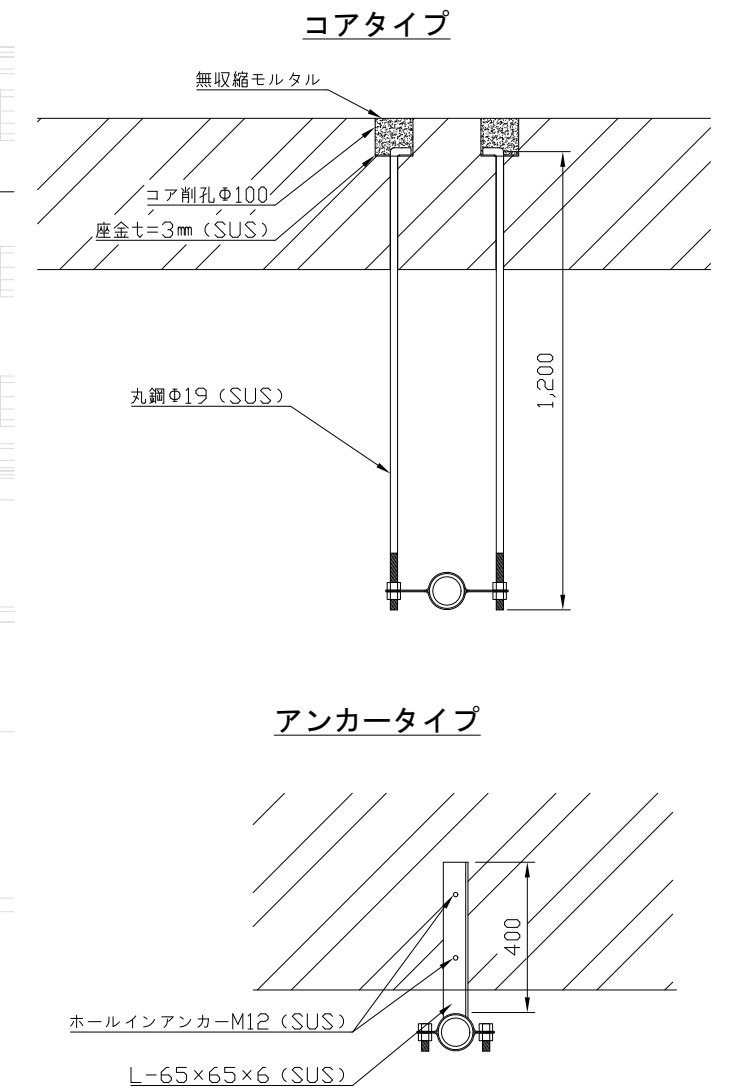 コアタイプ
無収縮モルタル
コア削孔Φ100
座金t=3㎜（SUS）
丸鋼Φ19（SUS）
1,200
アンカータイプ
400
ホールインアンカーM12（SUS）
L-65×65×6（SUS）